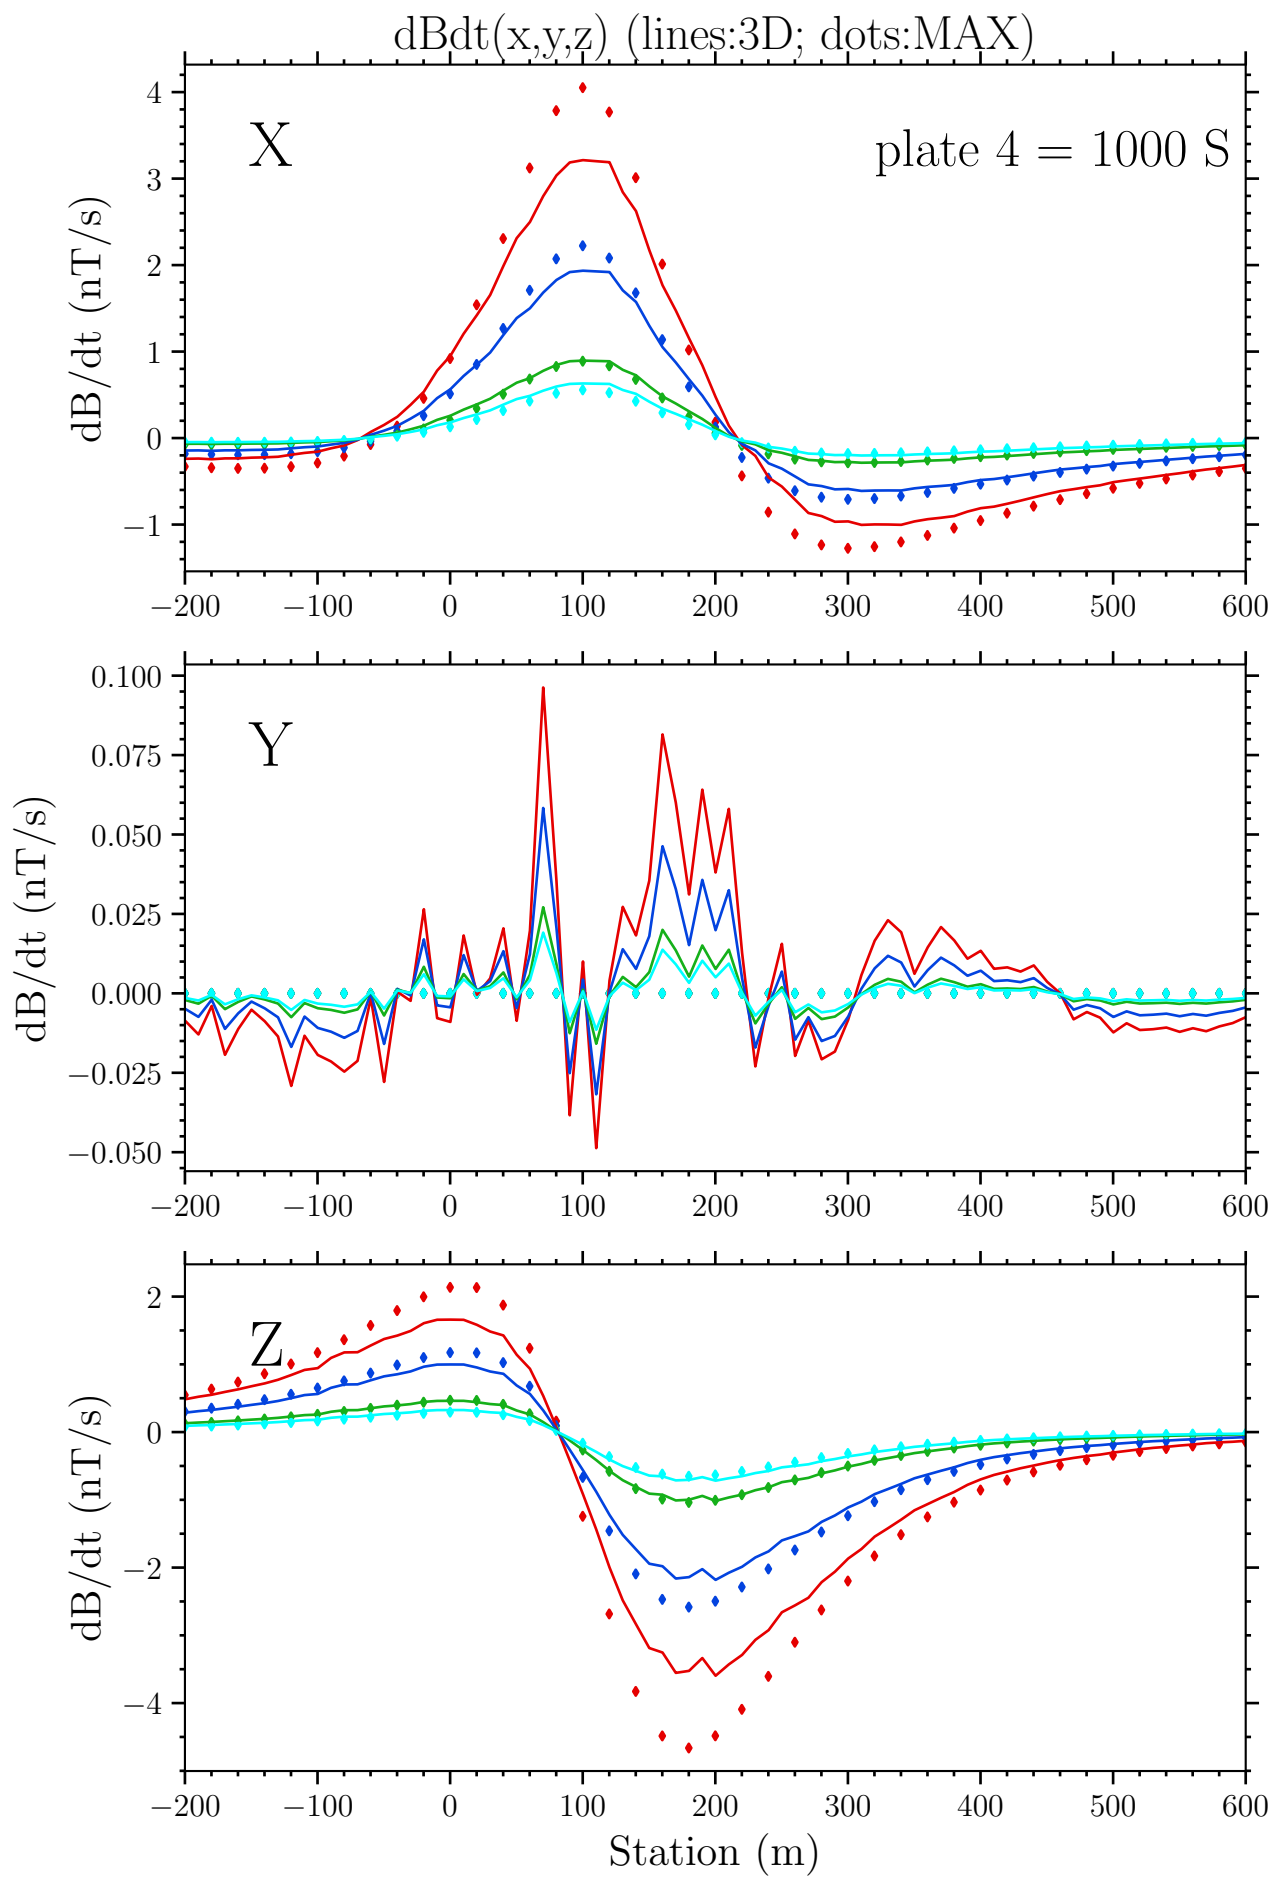 dBdt(x,y,z) (lines:3D; dots:MAX)
X
plate 4 = 1000 S
dB/dt (nT/s)
4
3
2
1
0
−1
−200 −100 0 100 200 300 400 500 600
Y
dB/dt (nT/s)
0.100
0.075
0.050
0.025
0.000
−0.025
−0.050
−200 −100 0 100 200 300 400 500 600
Z
dB/dt (nT/s)
2
0
−2
−4
−200 −100 0 100 200 300 400 500 600
Station (m)